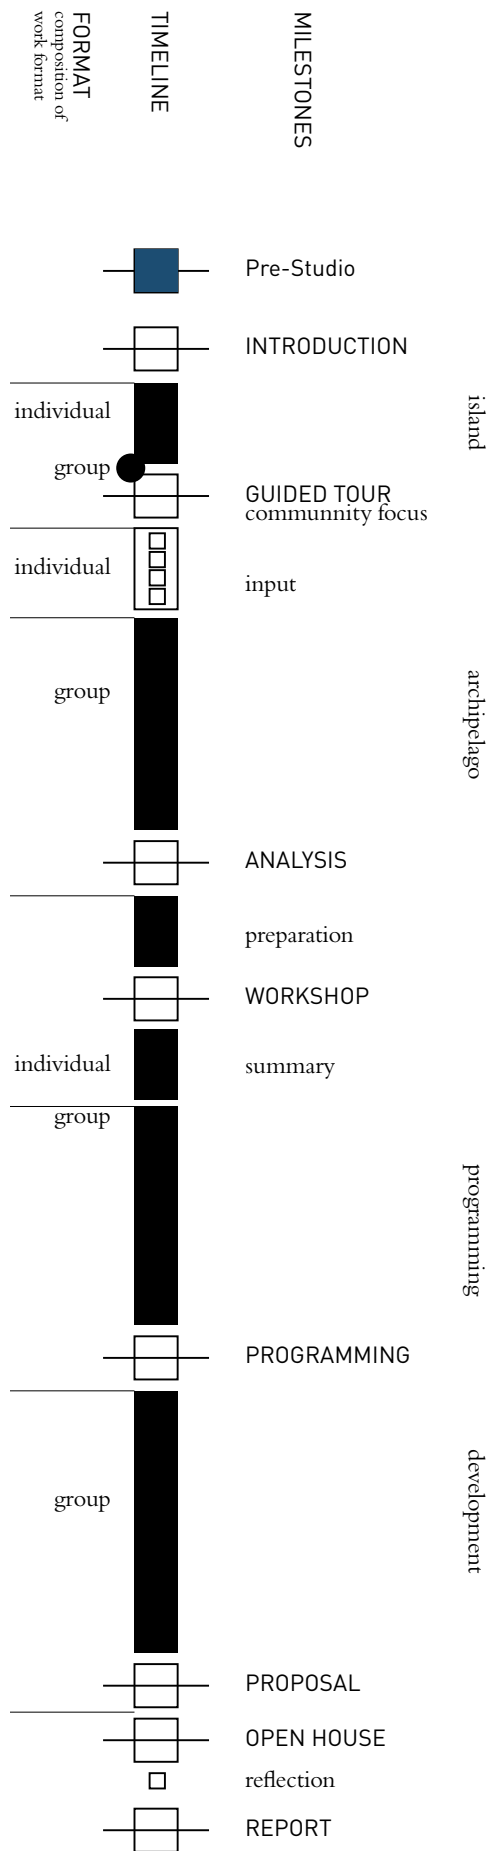 FORMAT
composition of
work format
TIMELINE
MILESTONES
Pre-Studio
INTRODUCTION
individual
island
group
GUIDED TOUR
communnity focus
individual
input
group
archipelago
ANALYSIS
preparation
WORKSHOP
individual
summary
group
programming
PROGRAMMING
development
group
PROPOSAL
OPEN HOUSE
reflection
REPORT